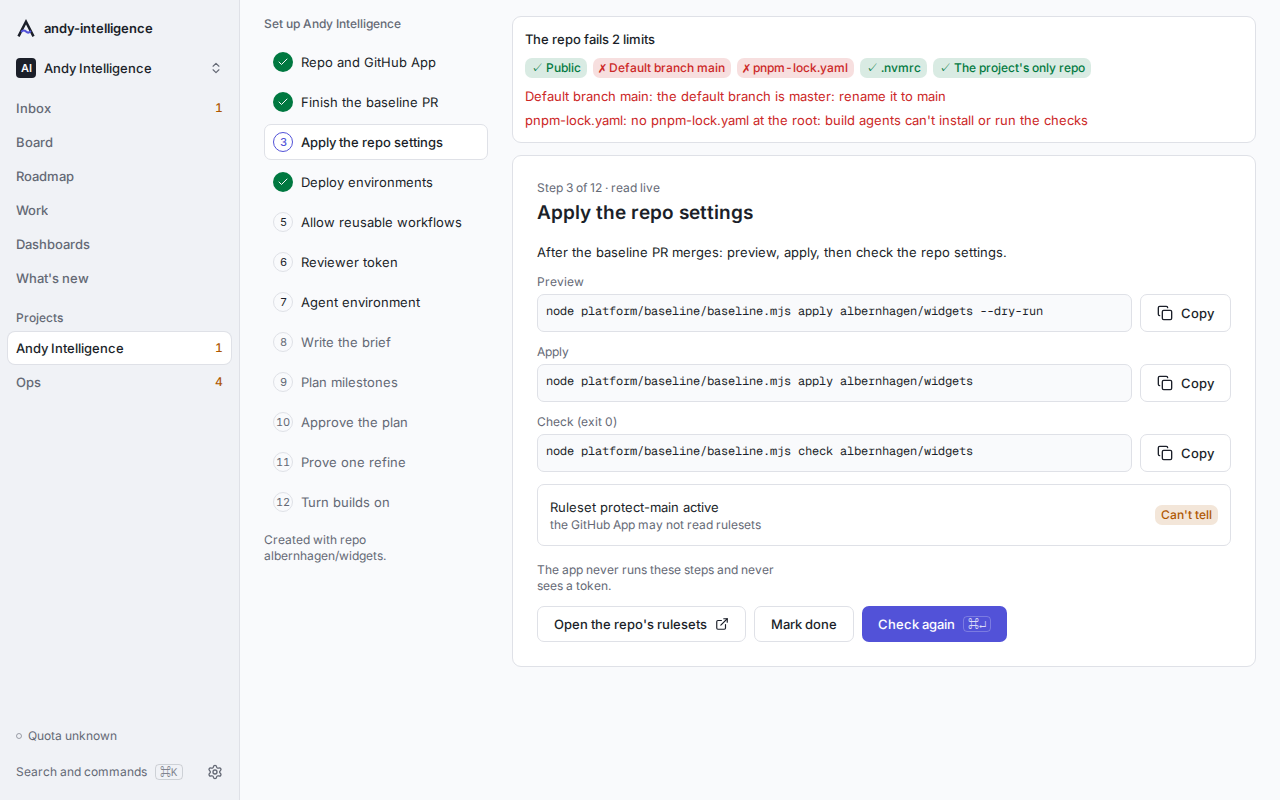 andy-intelligence
AI Andy Intelligence
Inbox 1
Board
Roadmap
Work
Dashboards
What's new
Projects
Andy Intelligence 1
Ops 4
Quota unknown
Search and commands ⌘K
Set up Andy Intelligence
Repo and GitHub App
Finish the baseline PR
3 Apply the repo settings
Deploy environments
5 Allow reusable workflows
6 Reviewer token
7 Agent environment
8 Write the brief
9 Plan milestones
10 Approve the plan
11 Prove one refine
12 Turn builds on
Created with repo
albernhagen/widgets.
The repo fails 2 limits
✓ Public ✗ Default branch main ✗ pnpm-lock.yaml ✓ .nvmrc ✓ The project's only repo
Default branch main: the default branch is master: rename it to main
pnpm-lock.yaml: no pnpm-lock.yaml at the root: build agents can't install or run the checks
Step 3 of 12 · read live
Apply the repo settings
After the baseline PR merges: preview, apply, then check the repo settings.
Preview
node platform/baseline/baseline.mjs apply albernhagen/widgets --dry-run Copy
Apply
node platform/baseline/baseline.mjs apply albernhagen/widgets Copy
Check (exit 0)
node platform/baseline/baseline.mjs check albernhagen/widgets Copy
Ruleset protect-main active
the GitHub App may not read rulesets
Can't tell
The app never runs these steps and never
sees a token.
Open the repo's rulesets Mark done Check again ⌘↵